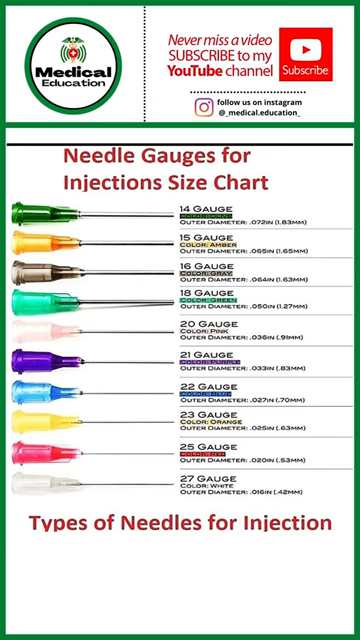 Medical
Education
Never miss a video
SUBSCRIBE to my
YouTube channel
Subscribe
follow us on instagram
@_medical.education_
Needle Gauges for
Injections Size Chart
14 GAUGE
OUTER DIAMETER: .072IN (1.83MM)
15 GAUGE
COLOR: AMBER
OUTER DIAMETER: .065IN (1.65MM)
16 GAUGE
COLOR: GRAY
OUTER DIAMETER: .064IN (1.63MM)
18 GAUGE
COLOR: GREEN
OUTER DIAMETER: .050IN (1.27MM)
20 GAUGE
COLOR: PINK
OUTER DIAMETER: .036IN (.91MM)
21 GAUGE
OUTER DIAMETER: .033IN (.83MM)
22 GAUGE
OUTER DIAMETER: .027IN (.70MM)
23 GAUGE
COLOR: ORANGE
OUTER DIAMETER: .025IN (.63MM)
25 GAUGE
OUTER DIAMETER: .020IN (.53MM)
27 GAUGE
COLOR: WHITE
OUTER DIAMETER: .016IN (.42MM)
Types of Needles for Injection